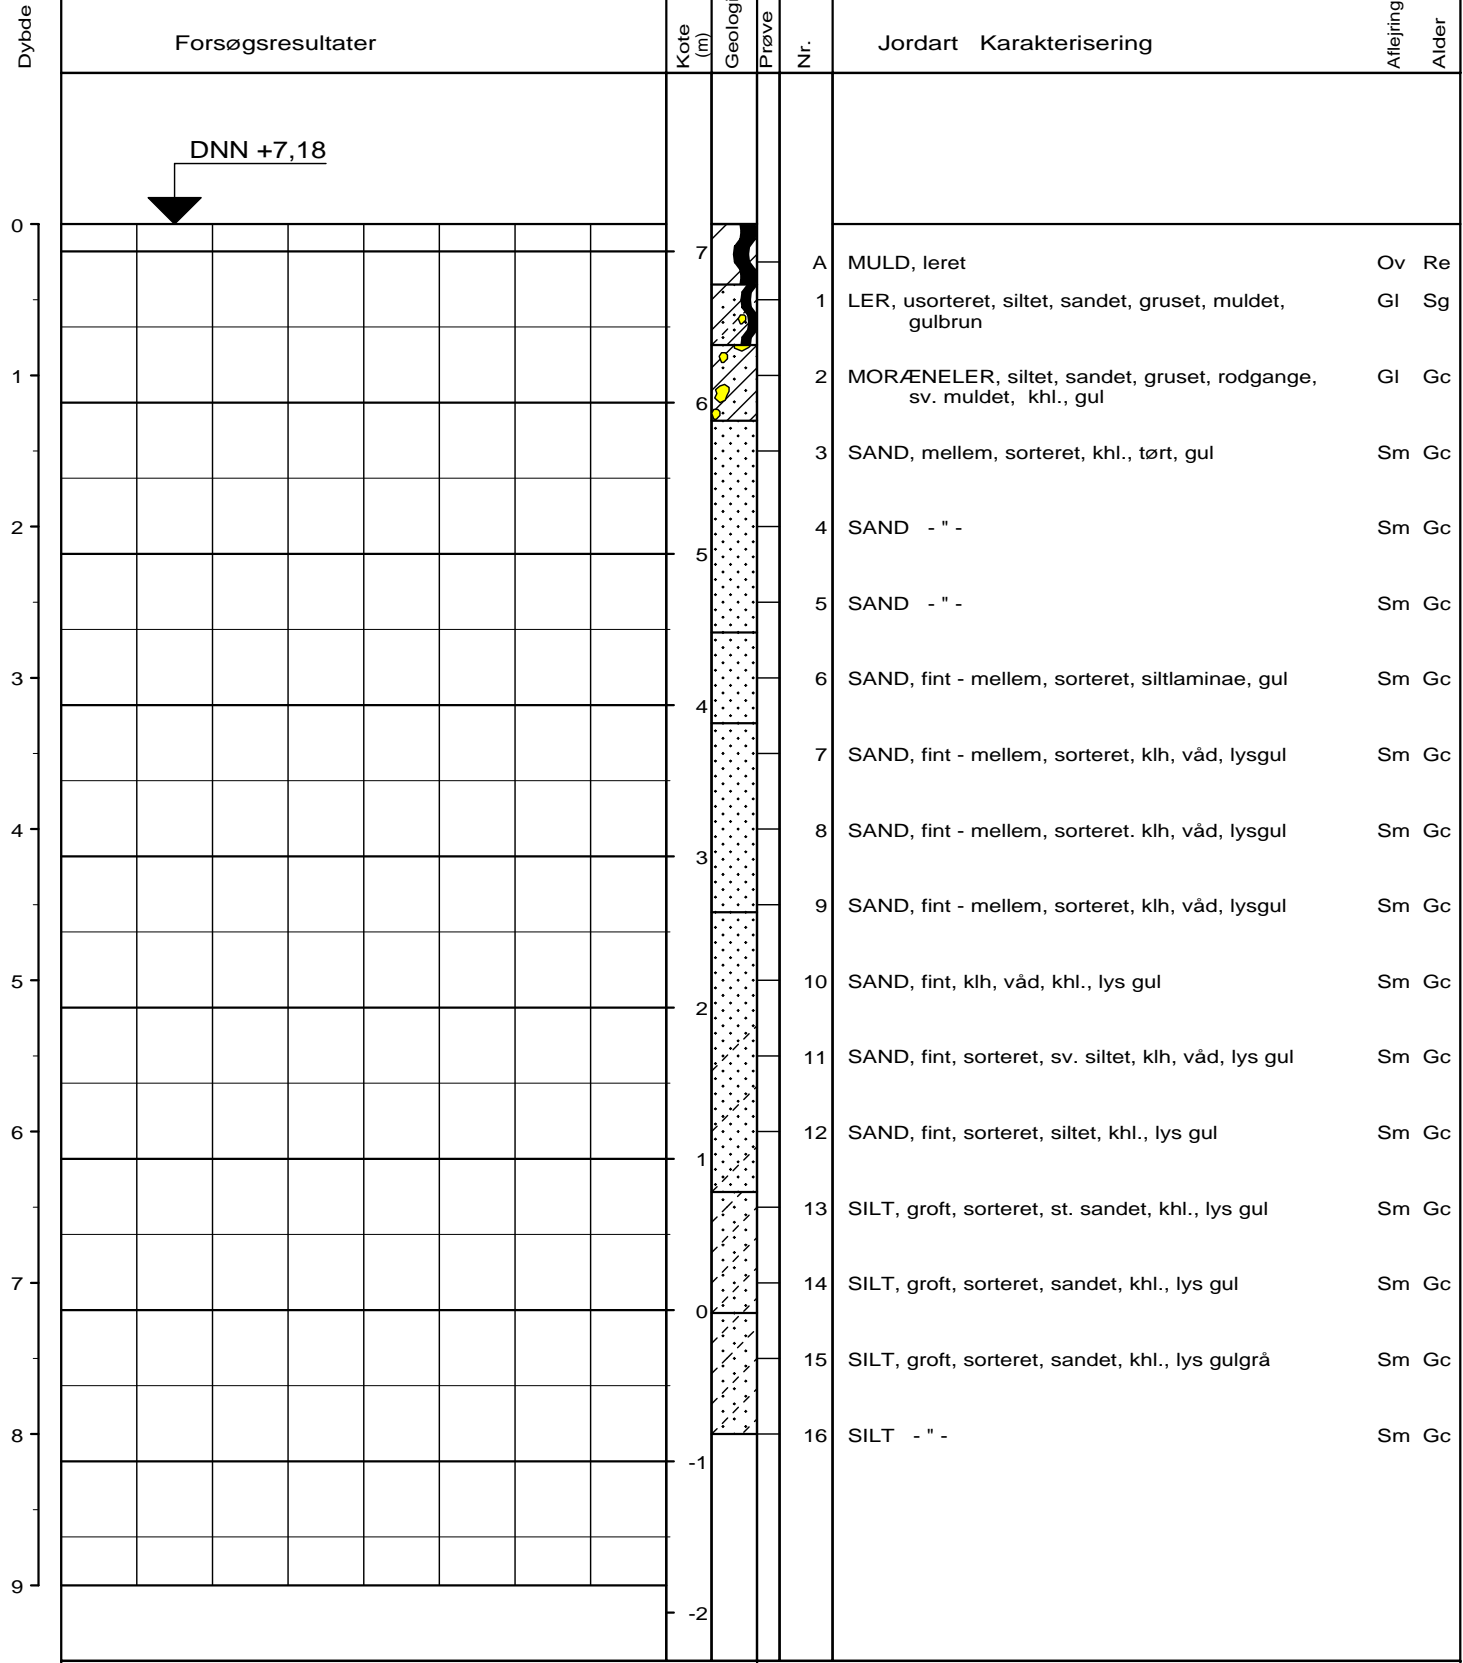 Dybde
Forsøgsresultater
Kote
(m)
Geologi
Prøve
Nr.
Jordart Karakterisering
Aflejring
Alder
DNN +7,18
0
7
A MULD, leret Ov Re
1 LER, usorteret, siltet, sandet, gruset, muldet, Gl Sg
gulbrun
1
2 MORÆNELER, siltet, sandet, gruset, rodgange, Gl Gc
sv. muldet, khl., gul
6
3 SAND, mellem, sorteret, khl., tørt, gul Sm Gc
2
4 SAND - " - Sm Gc
5
5 SAND - " - Sm Gc
3
6 SAND, fint - mellem, sorteret, siltlaminae, gul Sm Gc
4
7 SAND, fint - mellem, sorteret, klh, våd, lysgul Sm Gc
4
8 SAND, fint - mellem, sorteret. klh, våd, lysgul Sm Gc
3
9 SAND, fint - mellem, sorteret, klh, våd, lysgul Sm Gc
5
10 SAND, fint, klh, våd, khl., lys gul Sm Gc
2
11 SAND, fint, sorteret, sv. siltet, klh, våd, lys gul Sm Gc
6
12 SAND, fint, sorteret, siltet, khl., lys gul Sm Gc
1
13 SILT, groft, sorteret, st. sandet, khl., lys gul Sm Gc
7
14 SILT, groft, sorteret, sandet, khl., lys gul Sm Gc
0
15 SILT, groft, sorteret, sandet, khl., lys gulgrå Sm Gc
8
16 SILT - " - Sm Gc
-1
9
-2